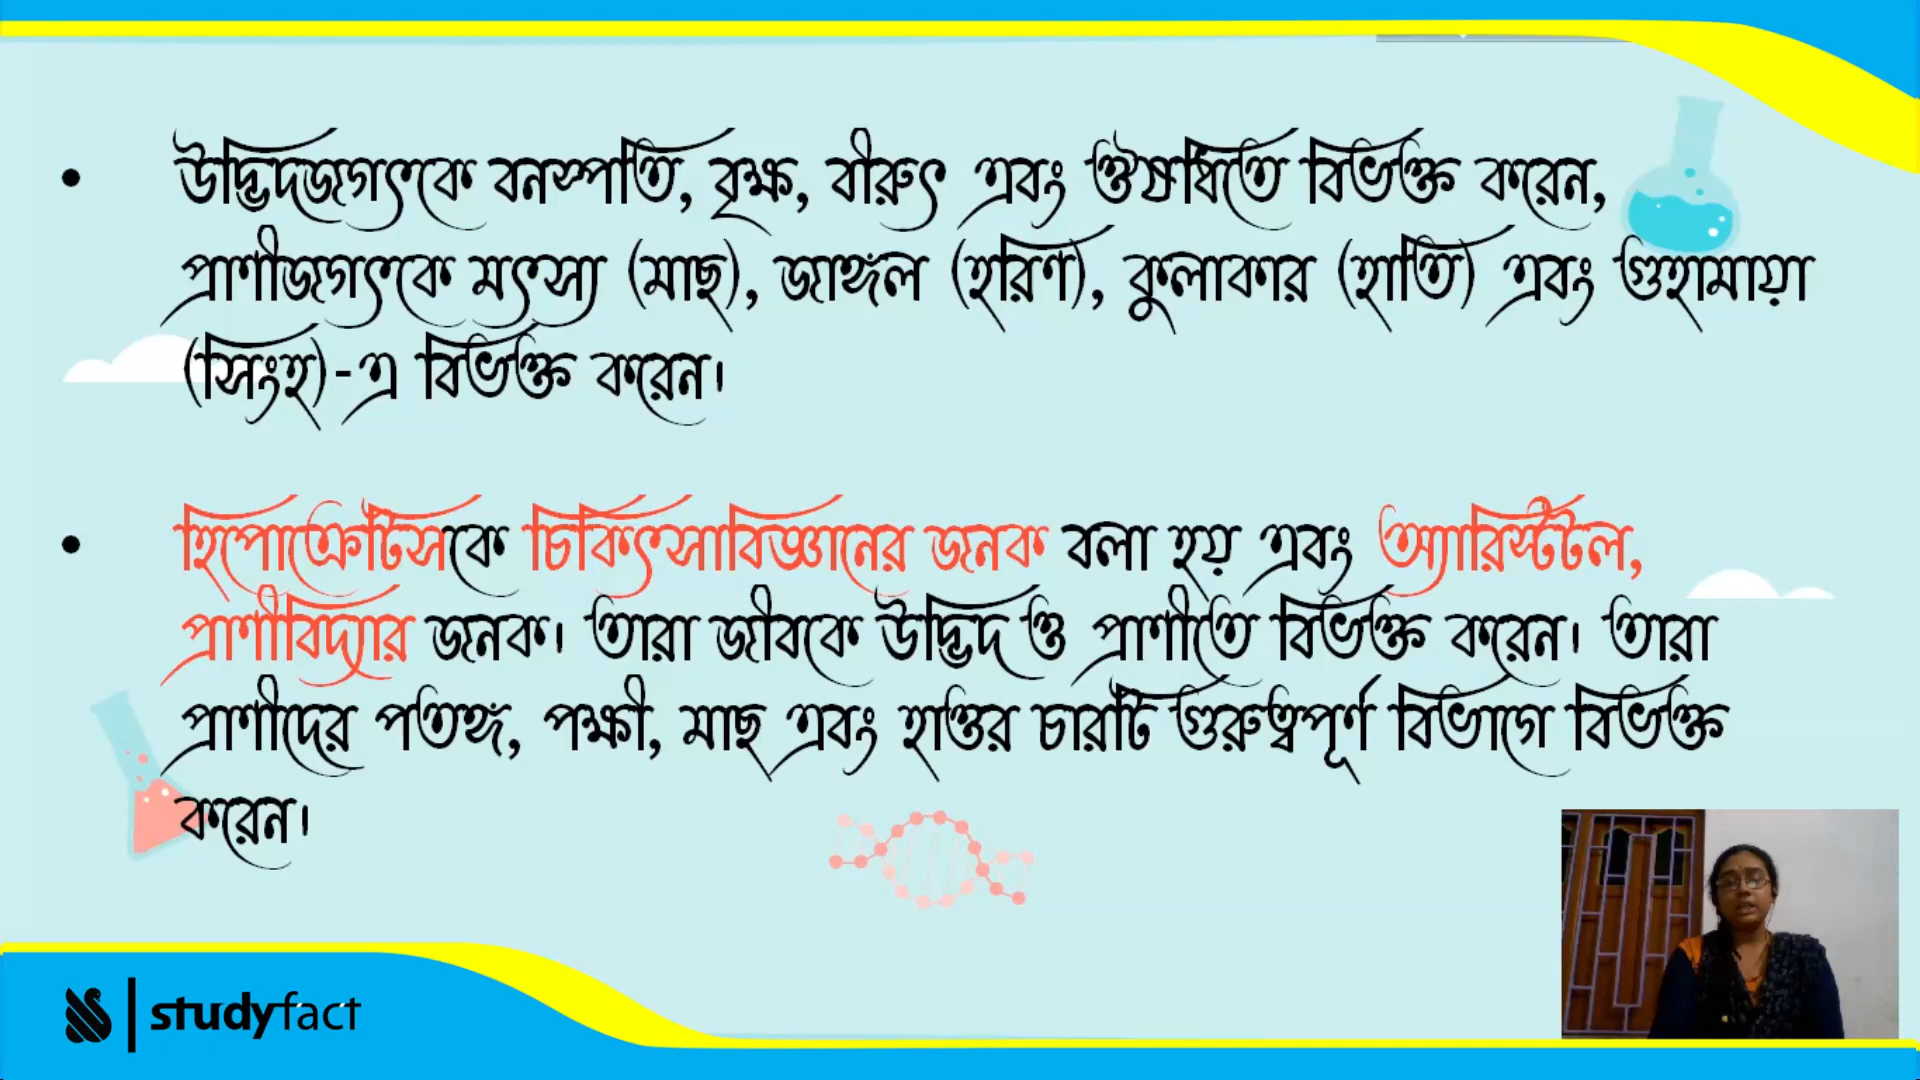 • উদ্ভিদজগৎকে বনস্পতি, বৃক্ষ, বীরুৎ এবং ঔষধিতে বিভক্ত করেন,
প্রাণীজগৎকে মৎস্য (মাছ), জাঙ্গল (হরিণ), কুলাকার (হাতি) এবং গুহামায়া
(সিংহ)-এ বিভক্ত করেন।
• হিপোক্রেটিসকে চিকিৎসাবিজ্ঞানের জনক বলা হয় এবং অ্যারিস্টটল,
প্রাণীবিদ্যার জনক। তারা জীবকে উদ্ভিদ ও প্রাণীতে বিভক্ত করেন। তারা
প্রাণীদের পতঙ্গ, পক্ষী, মাছ এবং হাঙর চারটি গুরুত্বপূর্ণ বিভাগে বিভক্ত
করেন।
studyfact